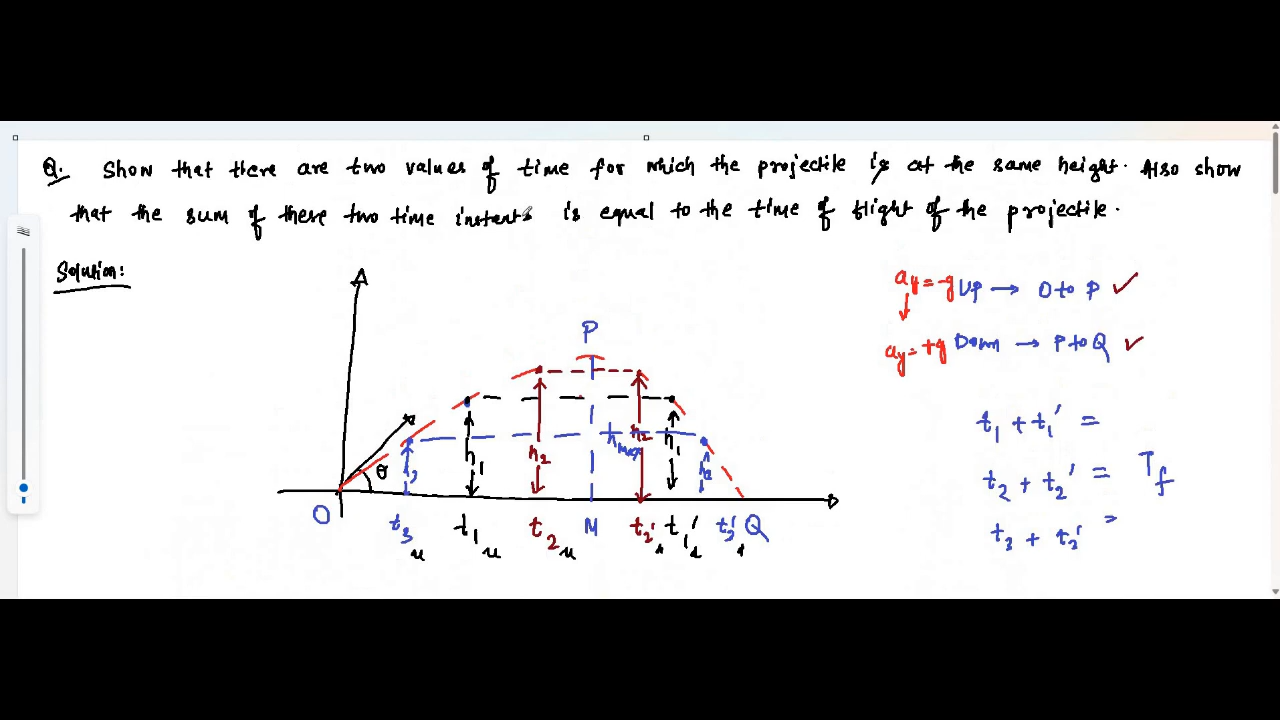 Q. Show that there are two values of time for which the projectile is at the same height. Also show
that the sum of these two time instants is equal to the time of flight of the projectile.
Solution:
P
O
θ
h1
h2
hmax
h2
h1
t3 t1 t2 M t2' t1' t3' Q
u u u
ay = -g Up → O to P ✓
ay = +g Down → P to Q ✓
t1 + t1' =
t2 + t2' = Tf
t3 + t2' =